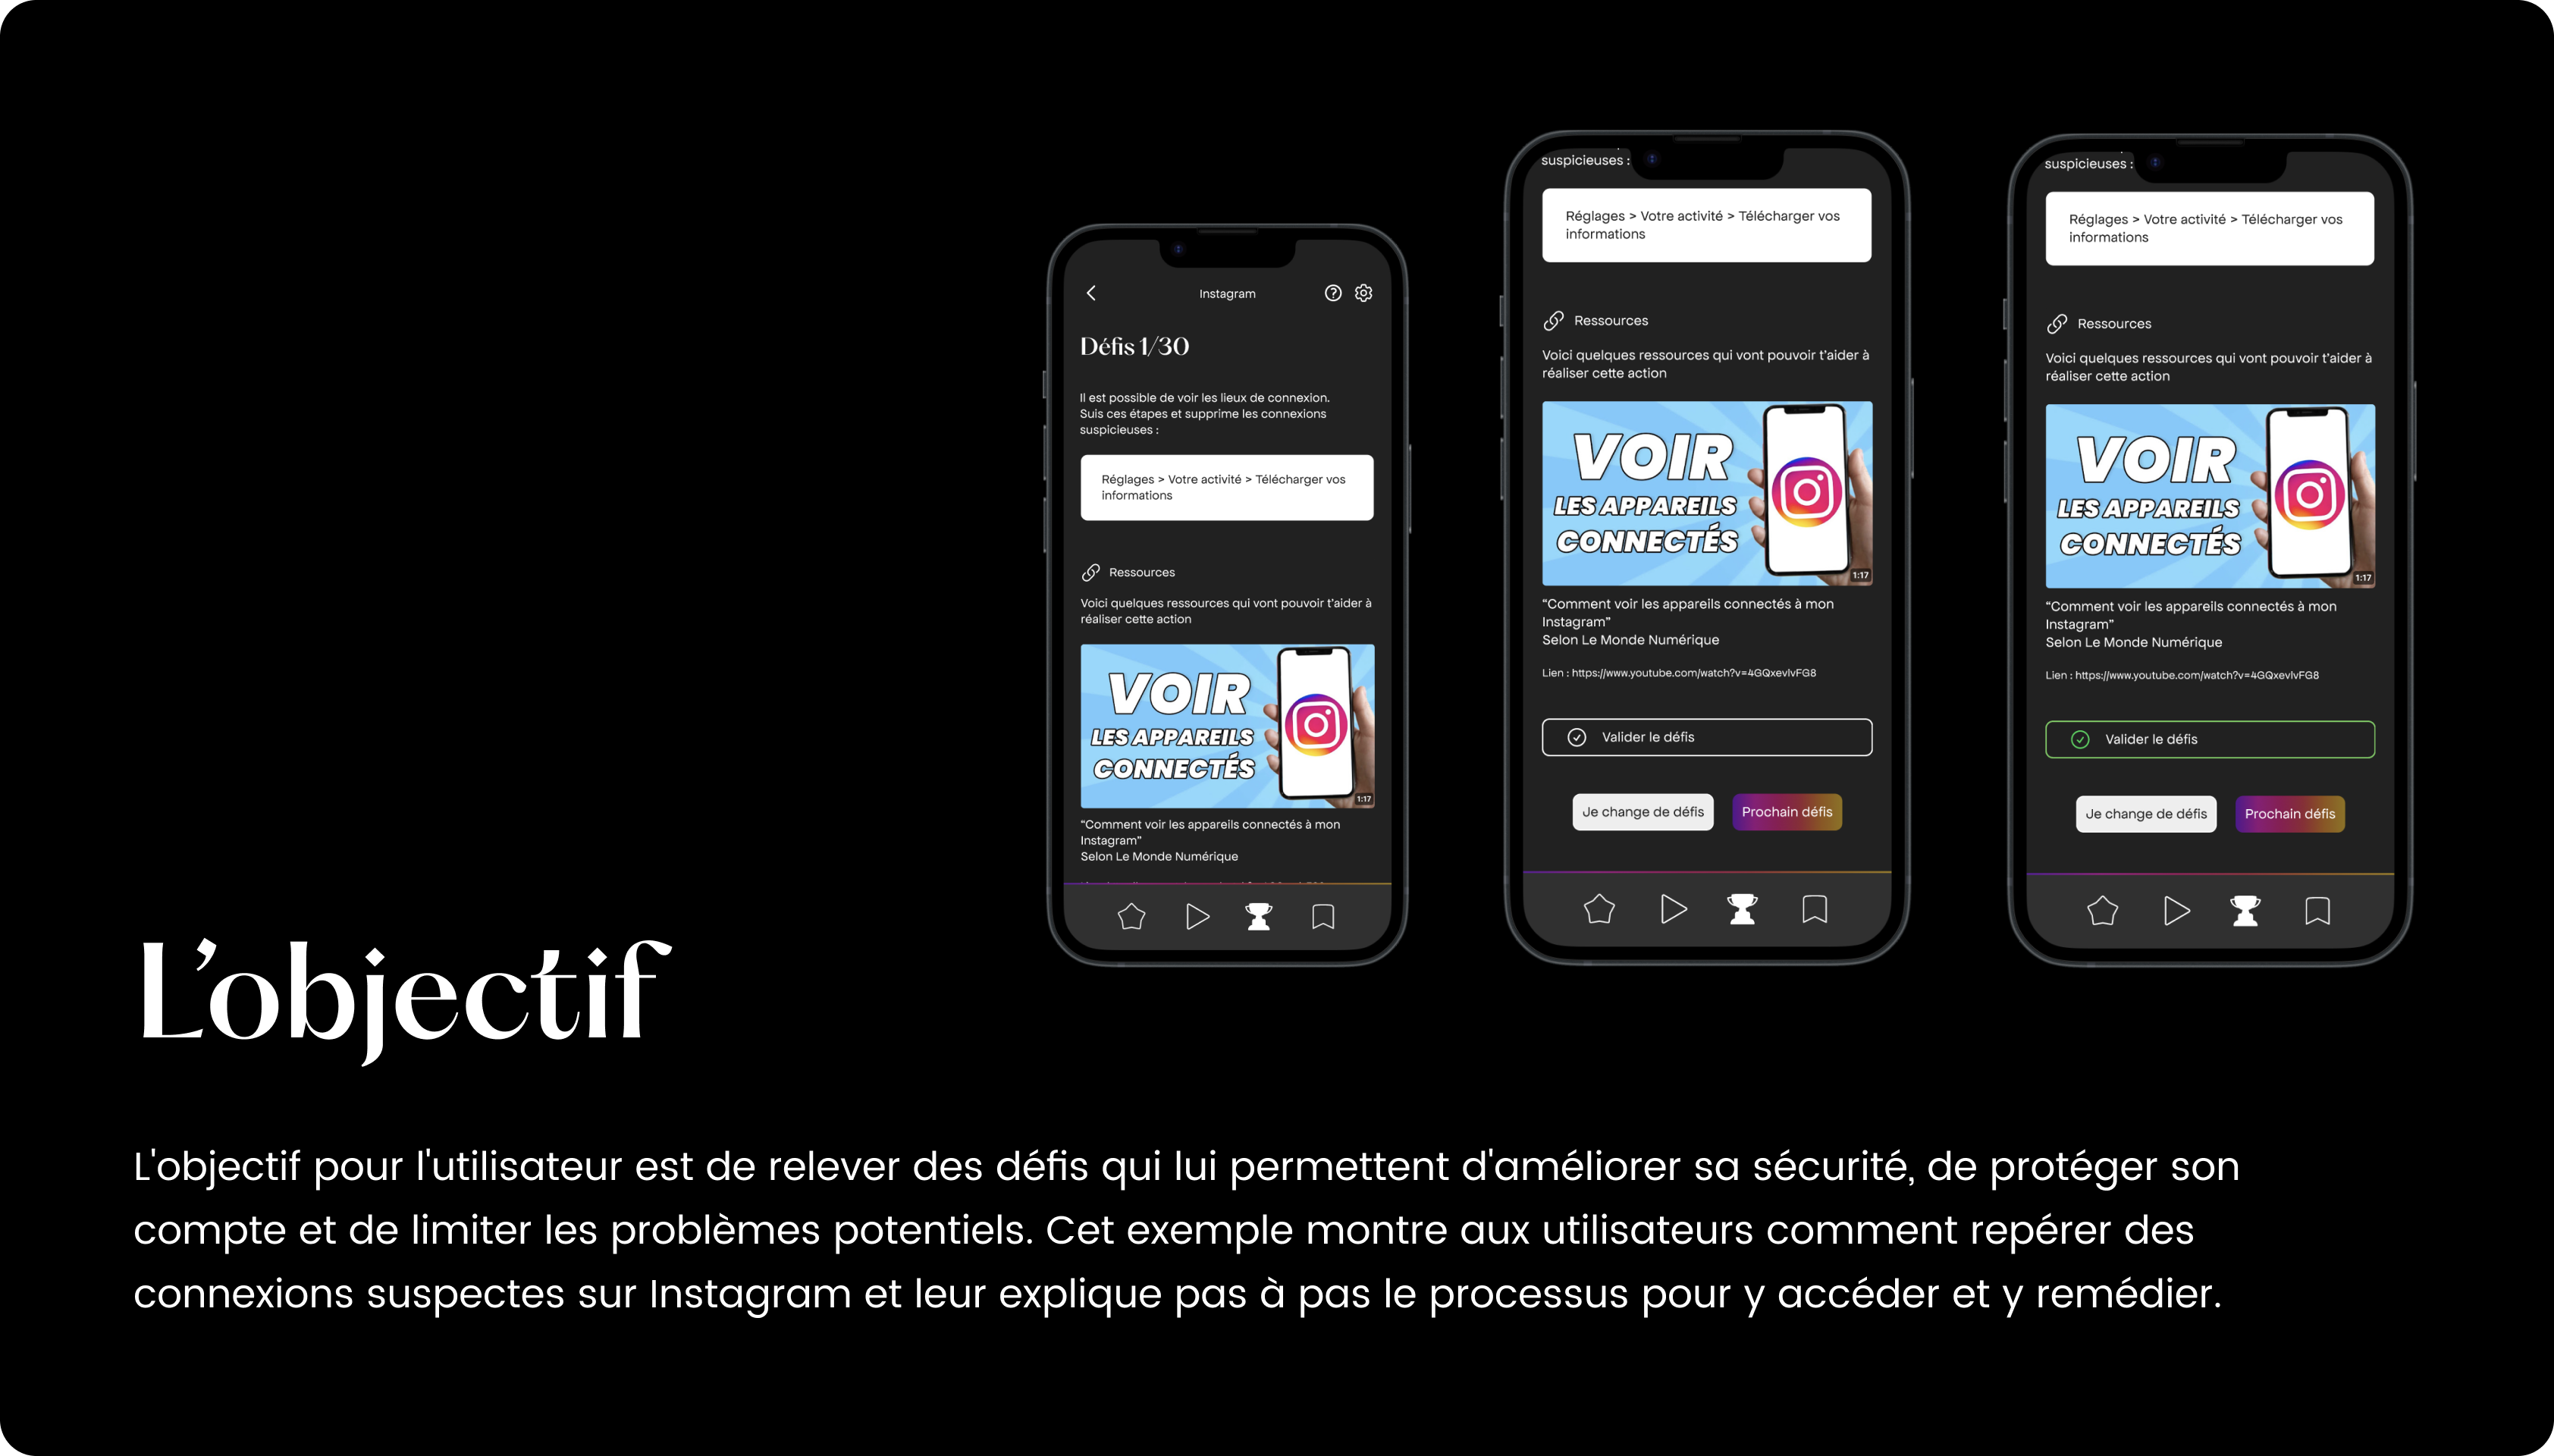 Instagram
Défis 1/30
Il est possible de voir les lieux de connexion.
Suis ces étapes et supprime les connexions
suspicieuses :
Réglages > Votre activité > Télécharger vos
informations
Ressources
Voici quelques ressources qui vont pouvoir t'aider à
réaliser cette action
VOIR
LES APPAREILS
CONNECTÉS
1:17
“Comment voir les appareils connectés à mon
Instagram”
Selon Le Monde Numérique
suspicieuses :
Réglages > Votre activité > Télécharger vos
informations
Ressources
Voici quelques ressources qui vont pouvoir t'aider à
réaliser cette action
VOIR
LES APPAREILS
CONNECTÉS
1:17
“Comment voir les appareils connectés à mon
Instagram”
Selon Le Monde Numérique
Lien : https://www.youtube.com/watch?v=4GQxevIvFG8
Valider le défis
Je change de défis
Prochain défis
suspicieuses :
Réglages > Votre activité > Télécharger vos
informations
Ressources
Voici quelques ressources qui vont pouvoir t'aider à
réaliser cette action
VOIR
LES APPAREILS
CONNECTÉS
1:17
“Comment voir les appareils connectés à mon
Instagram”
Selon Le Monde Numérique
Lien : https://www.youtube.com/watch?v=4GQxevIvFG8
Valider le défis
Je change de défis
Prochain défis
L'objectif
L'objectif pour l'utilisateur est de relever des défis qui lui permettent d'améliorer sa sécurité, de protéger son
compte et de limiter les problèmes potentiels. Cet exemple montre aux utilisateurs comment repérer des
connexions suspectes sur Instagram et leur explique pas à pas le processus pour y accéder et y remédier.